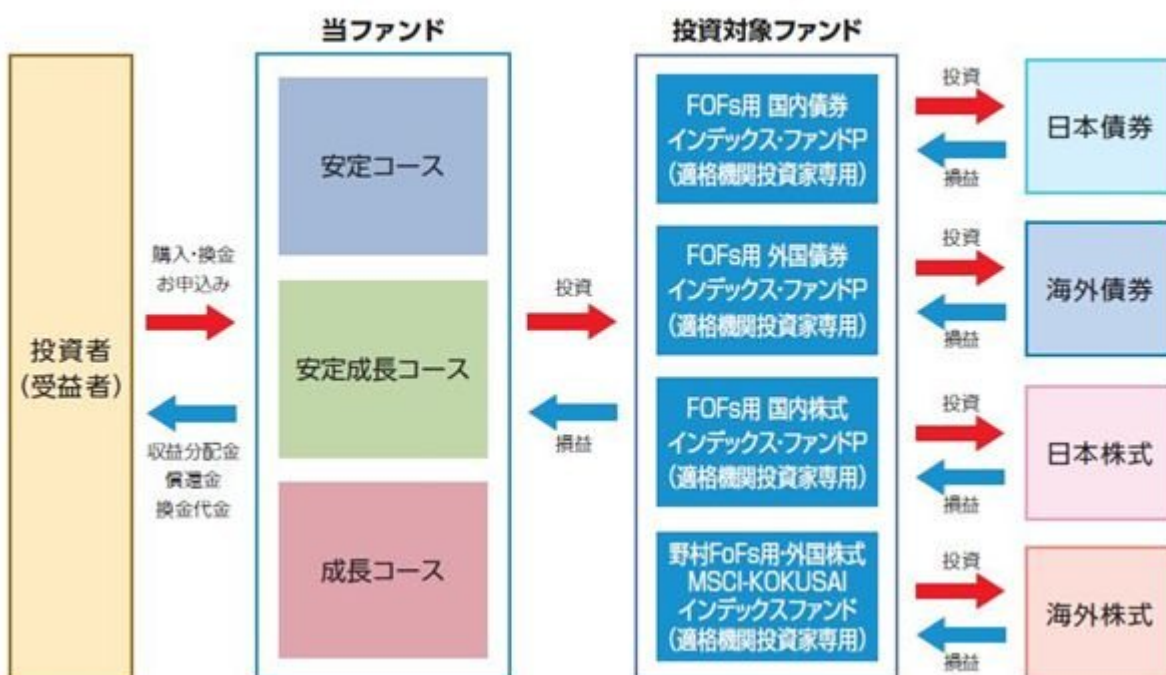 当ファンド
投資対象ファンド
投資者
(受益者)
購入・換金
お申込み
収益分配金
償還金
換金代金
安定コース
安定成長コース
成長コース
投資
損益
FOFs用 国内債券
インデックス・ファンドP
(適格機関投資家専用)
投資
損益
日本債券
FOFs用 外国債券
インデックス・ファンドP
(適格機関投資家専用)
投資
損益
海外債券
FOFs用 国内株式
インデックス・ファンドP
(適格機関投資家専用)
投資
損益
日本株式
野村FoFs用・外国株式
MSCI-KOKUSAI
インデックスファンド
(適格機関投資家専用)
投資
損益
海外株式